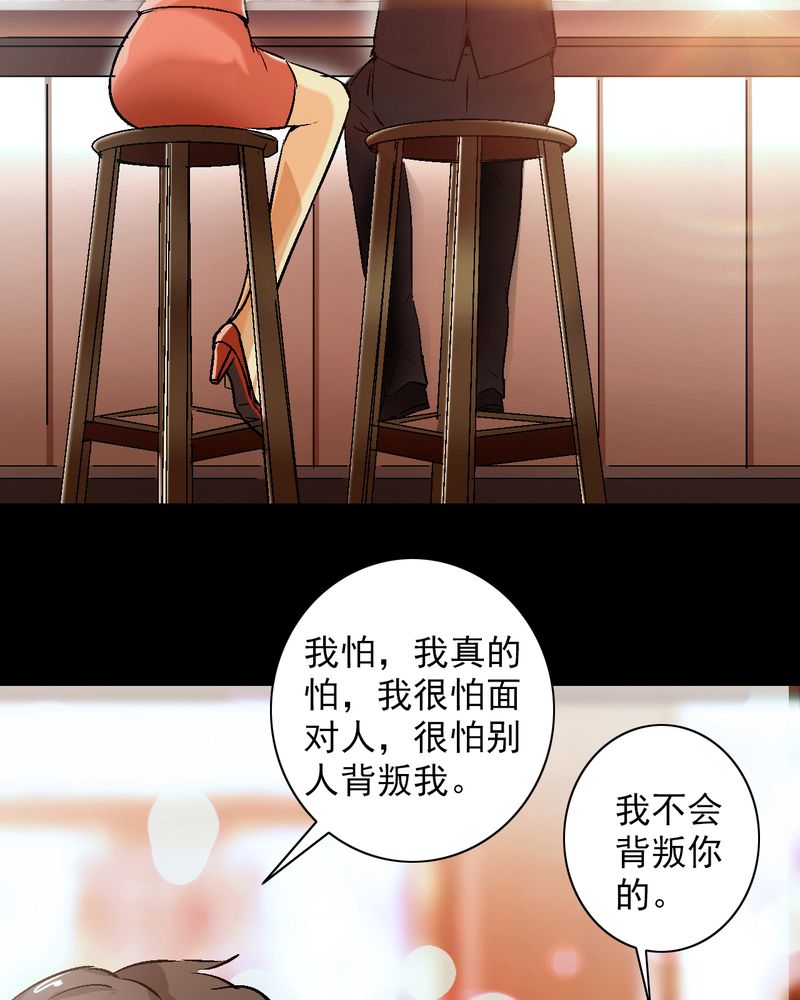 我怕，我真的
怕，我很怕面
对人，很怕别
人背叛我。
我不会
背叛你
的。